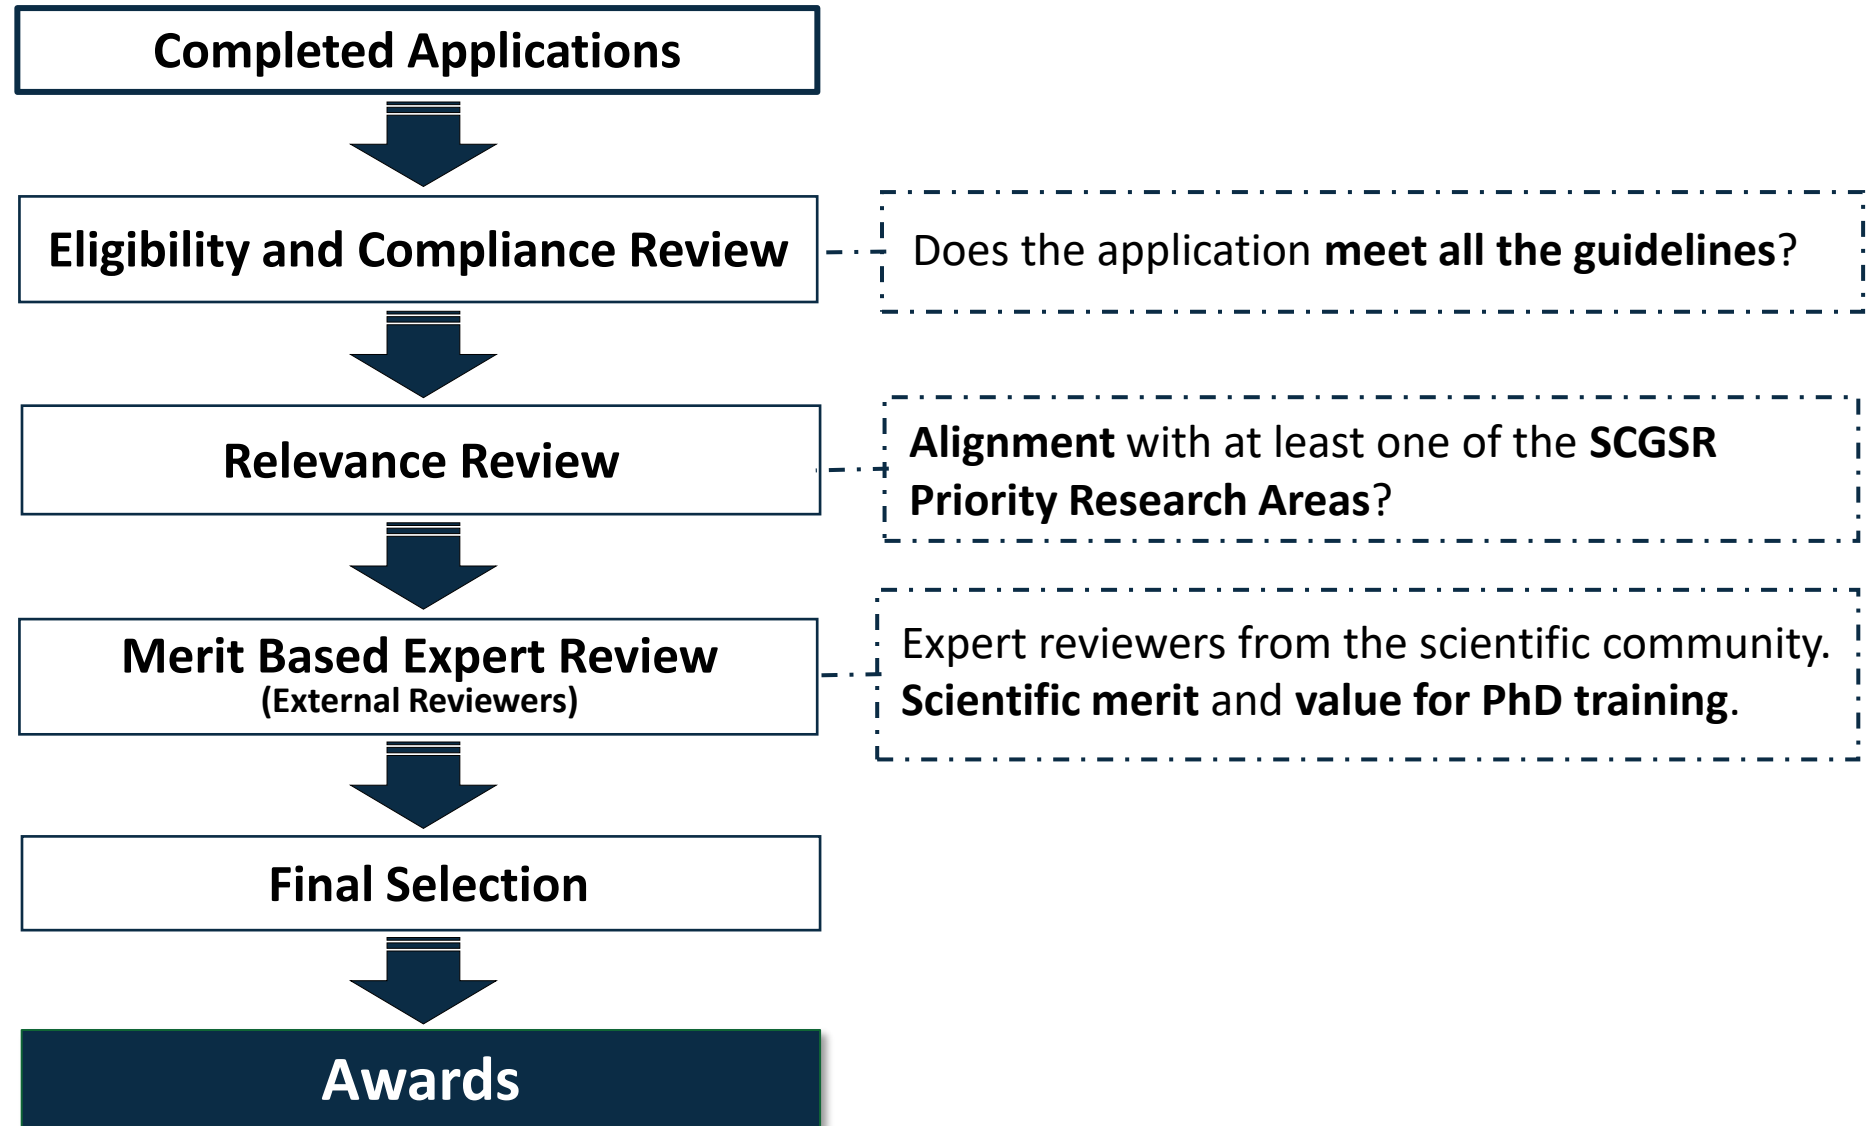 Completed Applications
Eligibility and Compliance Review
Does the application meet all the guidelines?
Relevance Review
Alignment with at least one of the SCGSR
Priority Research Areas?
Merit Based Expert Review
(External Reviewers)
Expert reviewers from the scientific community.
Scientific merit and value for PhD training.
Final Selection
Awards